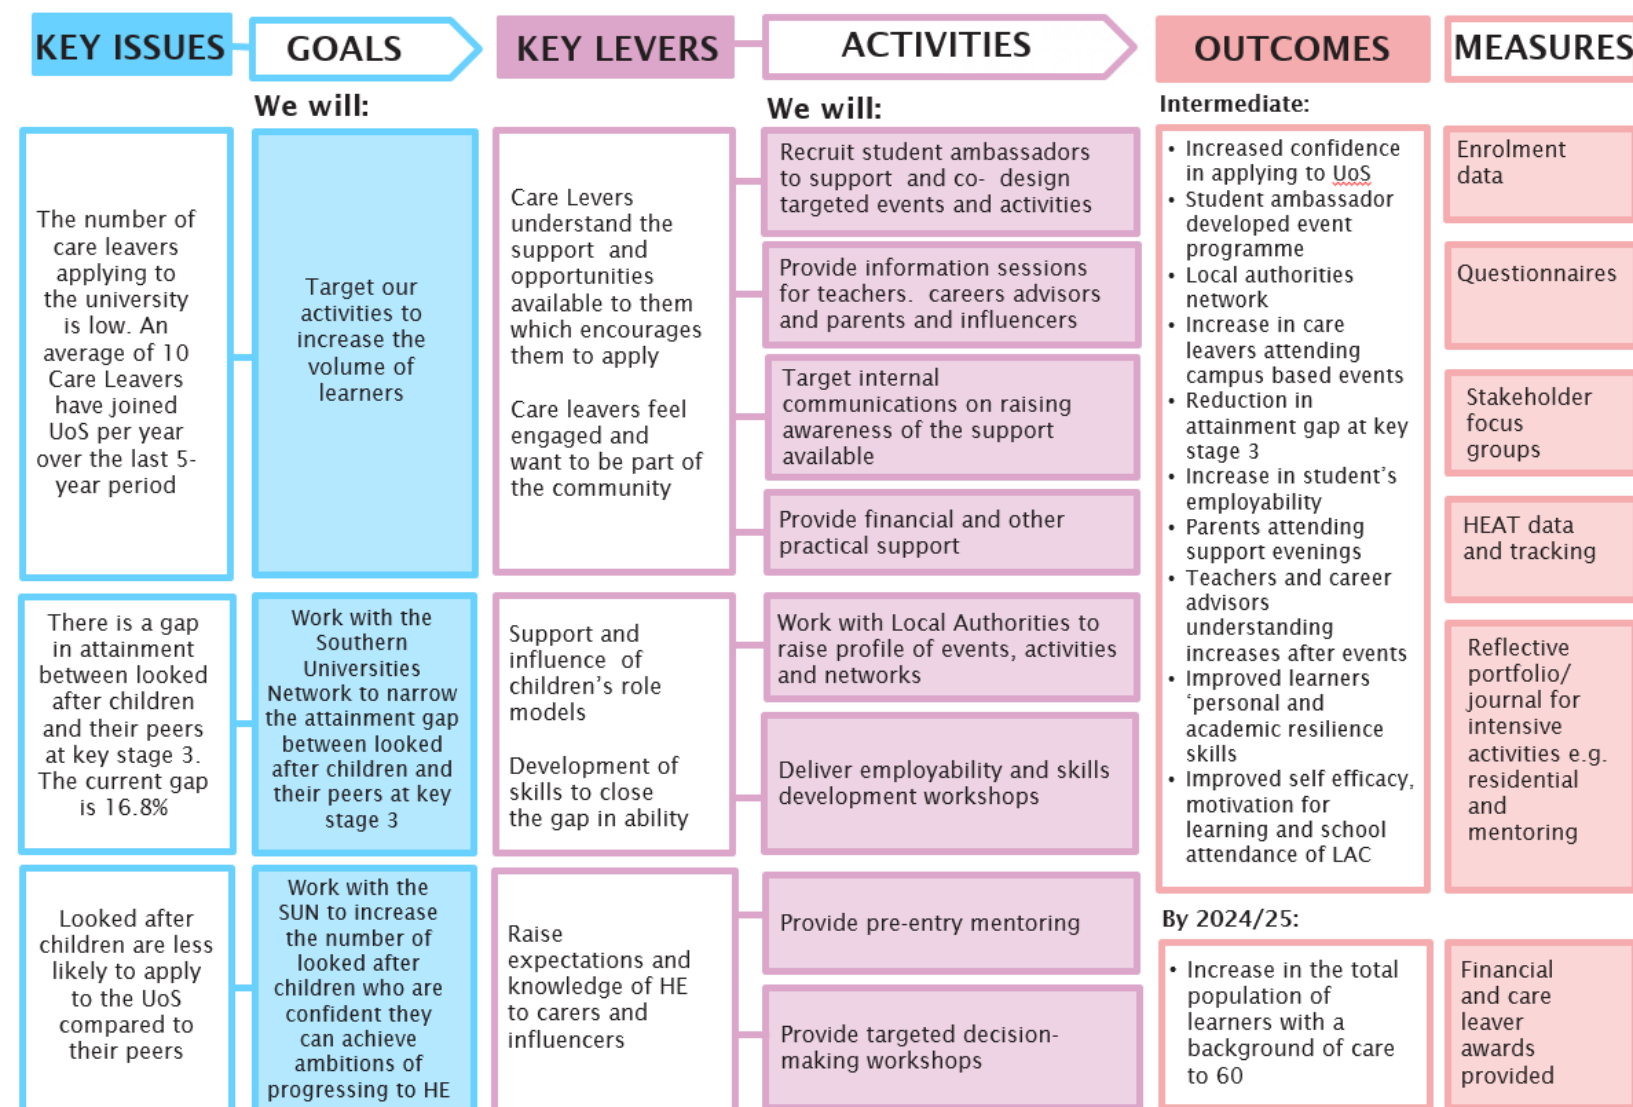 KEY ISSUES
GOALS
KEY LEVERS
ACTIVITIES
OUTCOMES
MEASURES
We will:
We will:
Intermediate:
The number of
care leavers
applying to
the university
is low. An
average of 10
Care Leavers
have joined
UoS per year
over the last 5-
year period
Target our
activities to
increase the
volume of
learners
Care Levers
understand the
support and
opportunities
available to them
which encourages
them to apply
Care leavers feel
engaged and
want to be part of
the community
Recruit student ambassadors
to support and co- design
targeted events and activities
Provide information sessions
for teachers. careers advisors
and parents and influencers
Target internal
communications on raising
awareness of the support
available
Provide financial and other
practical support
There is a gap
in attainment
between looked
after children
and their peers
at key stage 3.
The current gap
is 16.8%
Work with the
Southern
Universities
Network to narrow
the attainment gap
between looked
after children and
their peers at key
stage 3
Support and
influence of
children's role
models
Development of
skills to close
the gap in ability
Work with Local Authorities to
raise profile of events, activities
and networks
Deliver employability and skills
development workshops
Looked after
children are less
likely to apply
to the UoS
compared to
their peers
Work with the
SUN to increase
the number of
looked after
children who are
confident they
can achieve
ambitions of
progressing to HE
Raise
expectations and
knowledge of HE
to carers and
influencers
Provide pre-entry mentoring
Provide targeted decision-
making workshops
• Increased confidence
in applying to UoS
• Student ambassador
developed event
programme
• Local authorities
network
• Increase in care
leavers attending
campus based events
• Reduction in
attainment gap at key
stage 3
• Increase in student's
employability
• Parents attending
support evenings
• Teachers and career
advisors
understanding
increases after events
• Improved learners
‘personal and
academic resilience
skills
• Improved self efficacy,
motivation for
learning and school
attendance of LAC
By 2024/25:
• Increase in the total
population of
learners with a
background of care
to 60
Enrolment
data
Questionnaires
Stakeholder
focus
groups
HEAT data
and tracking
Reflective
portfolio/
journal for
intensive
activities e.g.
residential
and
mentoring
Financial
and care
leaver
awards
provided